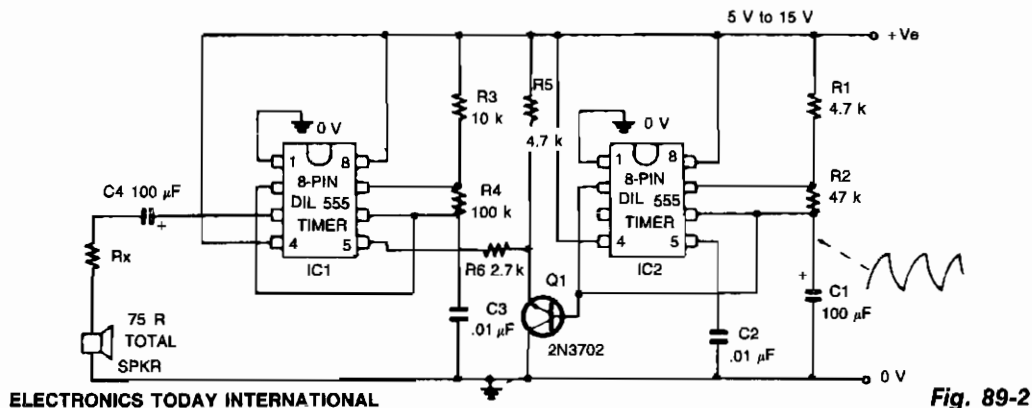 5 V to 15 V
+Ve
R3
10 k
R5
4.7 k
R1
4.7 k
0 V
1
8
8-PIN
DIL 555
TIMER
4
5
IC1
R4
100 k
C4 100 µF
+
Rx
75 R
TOTAL
SPKR
R6 2.7 k
C3
.01 µF
Q1
2N3702
0 V
1
8
8-PIN
DIL 555
TIMER
4
5
IC2
R2
47 k
+
C1
100 µF
C2
.01 µF
0 V
ELECTRONICS TODAY INTERNATIONAL
Fig. 89-2